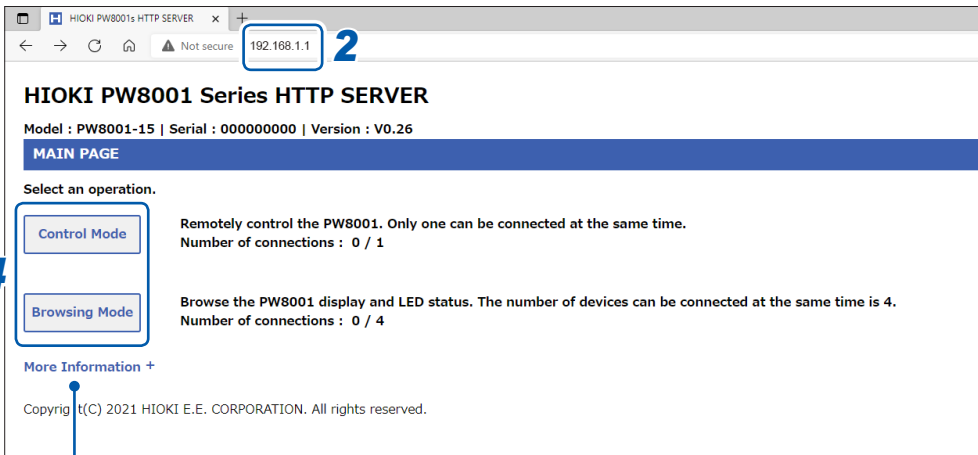 HIOKI PW8001s HTTP SERVER
Not secure 192.168.1.1
2
HIOKI PW8001 Series HTTP SERVER
Model : PW8001-15 | Serial : 000000000 | Version : V0.26
MAIN PAGE
Select an operation.
Control Mode
Remotely control the PW8001. Only one can be connected at the same time.
Number of connections : 0 / 1
Browsing Mode
Browse the PW8001 display and LED status. The number of devices can be connected at the same time is 4.
Number of connections : 0 / 4
More Information +
Copyright(C) 2021 HIOKI E.E. CORPORATION. All rights reserved.